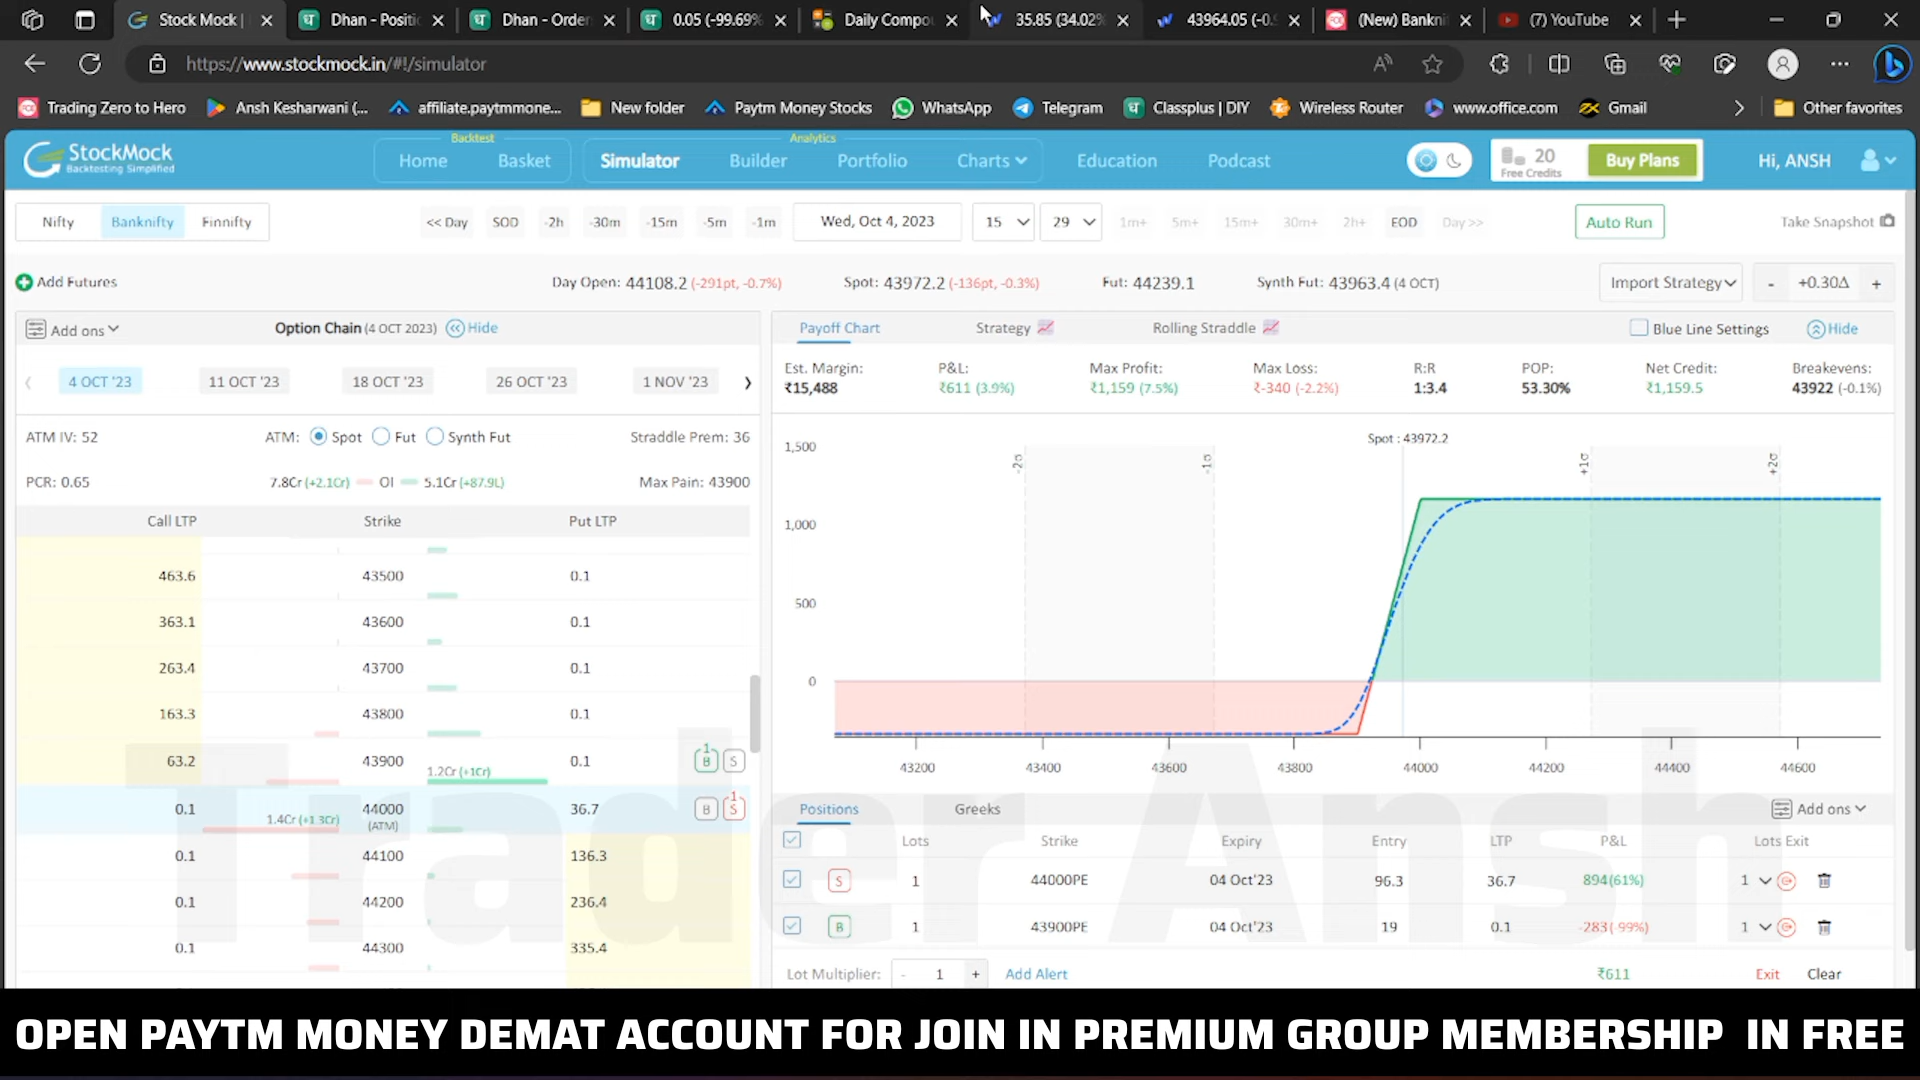 Stock Mock |
Dhan - Positi
Dhan - Order
0.05 (-99.69%
Daily Compou
35.85 (34.02%
43964.05 (-0.9
(New) Bankni
(7) YouTube
https://www.stockmock.in/#!/simulator
Trading Zero to Hero
Ansh Kesharwani (...
affiliate.paytmmone...
New folder
Paytm Money Stocks
WhatsApp
Telegram
Classplus | DIY
Wireless Router
www.office.com
Gmail
Other favorites
StockMock
Backtesting Simplified
Backtest
Home
Basket
Analytics
Simulator
Builder
Portfolio
Charts
Education
Podcast
20
Free Credits
Buy Plans
Hi, ANSH
Nifty
Banknifty
Finnifty
<< Day
SOD
-2h
-30m
-15m
-5m
-1m
Wed, Oct 4, 2023
15
29
1m+
5m+
15m+
30m+
2h+
EOD
Day >>
Auto Run
Take Snapshot
Add Futures
Day Open: 44108.2 (-291pt, -0.7%)
Spot: 43972.2 (-136pt, -0.3%)
Fut: 44239.1
Synth Fut: 43963.4 (4 OCT)
Import Strategy
- +0.30Δ +
Add ons
Option Chain (4 OCT 2023)
Hide
4 OCT '23
11 OCT '23
18 OCT '23
26 OCT '23
1 NOV '23
ATM IV: 52
ATM: Spot Fut Synth Fut
Straddle Prem: 36
PCR: 0.65
7.8Cr (+2.1Cr) OI 5.1Cr (+87.9L)
Max Pain: 43900
Call LTP Strike Put LTP
463.6 43500 0.1
363.1 43600 0.1
263.4 43700 0.1
163.3 43800 0.1
63.2 43900 1.2Cr (+1Cr) 0.1 1 B S
0.1 1.4Cr (+1.3Cr) 44000 36.7 B 1 S
(ATM)
0.1 44100 136.3
0.1 44200 236.4
0.1 44300 335.4
Payoff Chart
Strategy
Rolling Straddle
Blue Line Settings
Hide
Est. Margin: P&L: Max Profit: Max Loss: R:R POP: Net Credit: Breakevens:
₹15,488 ₹611 (3.9%) ₹1,159 (7.5%) ₹-340 (-2.2%) 1:3.4 53.30% ₹1,159.5 43922 (-0.1%)
Spot : 43972.2
1,500
-2σ -1σ +1σ +2σ
1,000
500
0
43200 43400 43600 43800 44000 44200 44400 44600
Positions
Greeks
Add ons
Lots Strike Expiry Entry LTP P&L Lots Exit
S 1 44000PE 04 Oct'23 96.3 36.7 894(61%) 1
B 1 43900PE 04 Oct'23 19 0.1 -283(-99%) 1
Lot Multiplier: - 1 + Add Alert ₹611 Exit Clear
Trader Ansh
OPEN PAYTM MONEY DEMAT ACCOUNT FOR JOIN IN PREMIUM GROUP MEMBERSHIP IN FREE